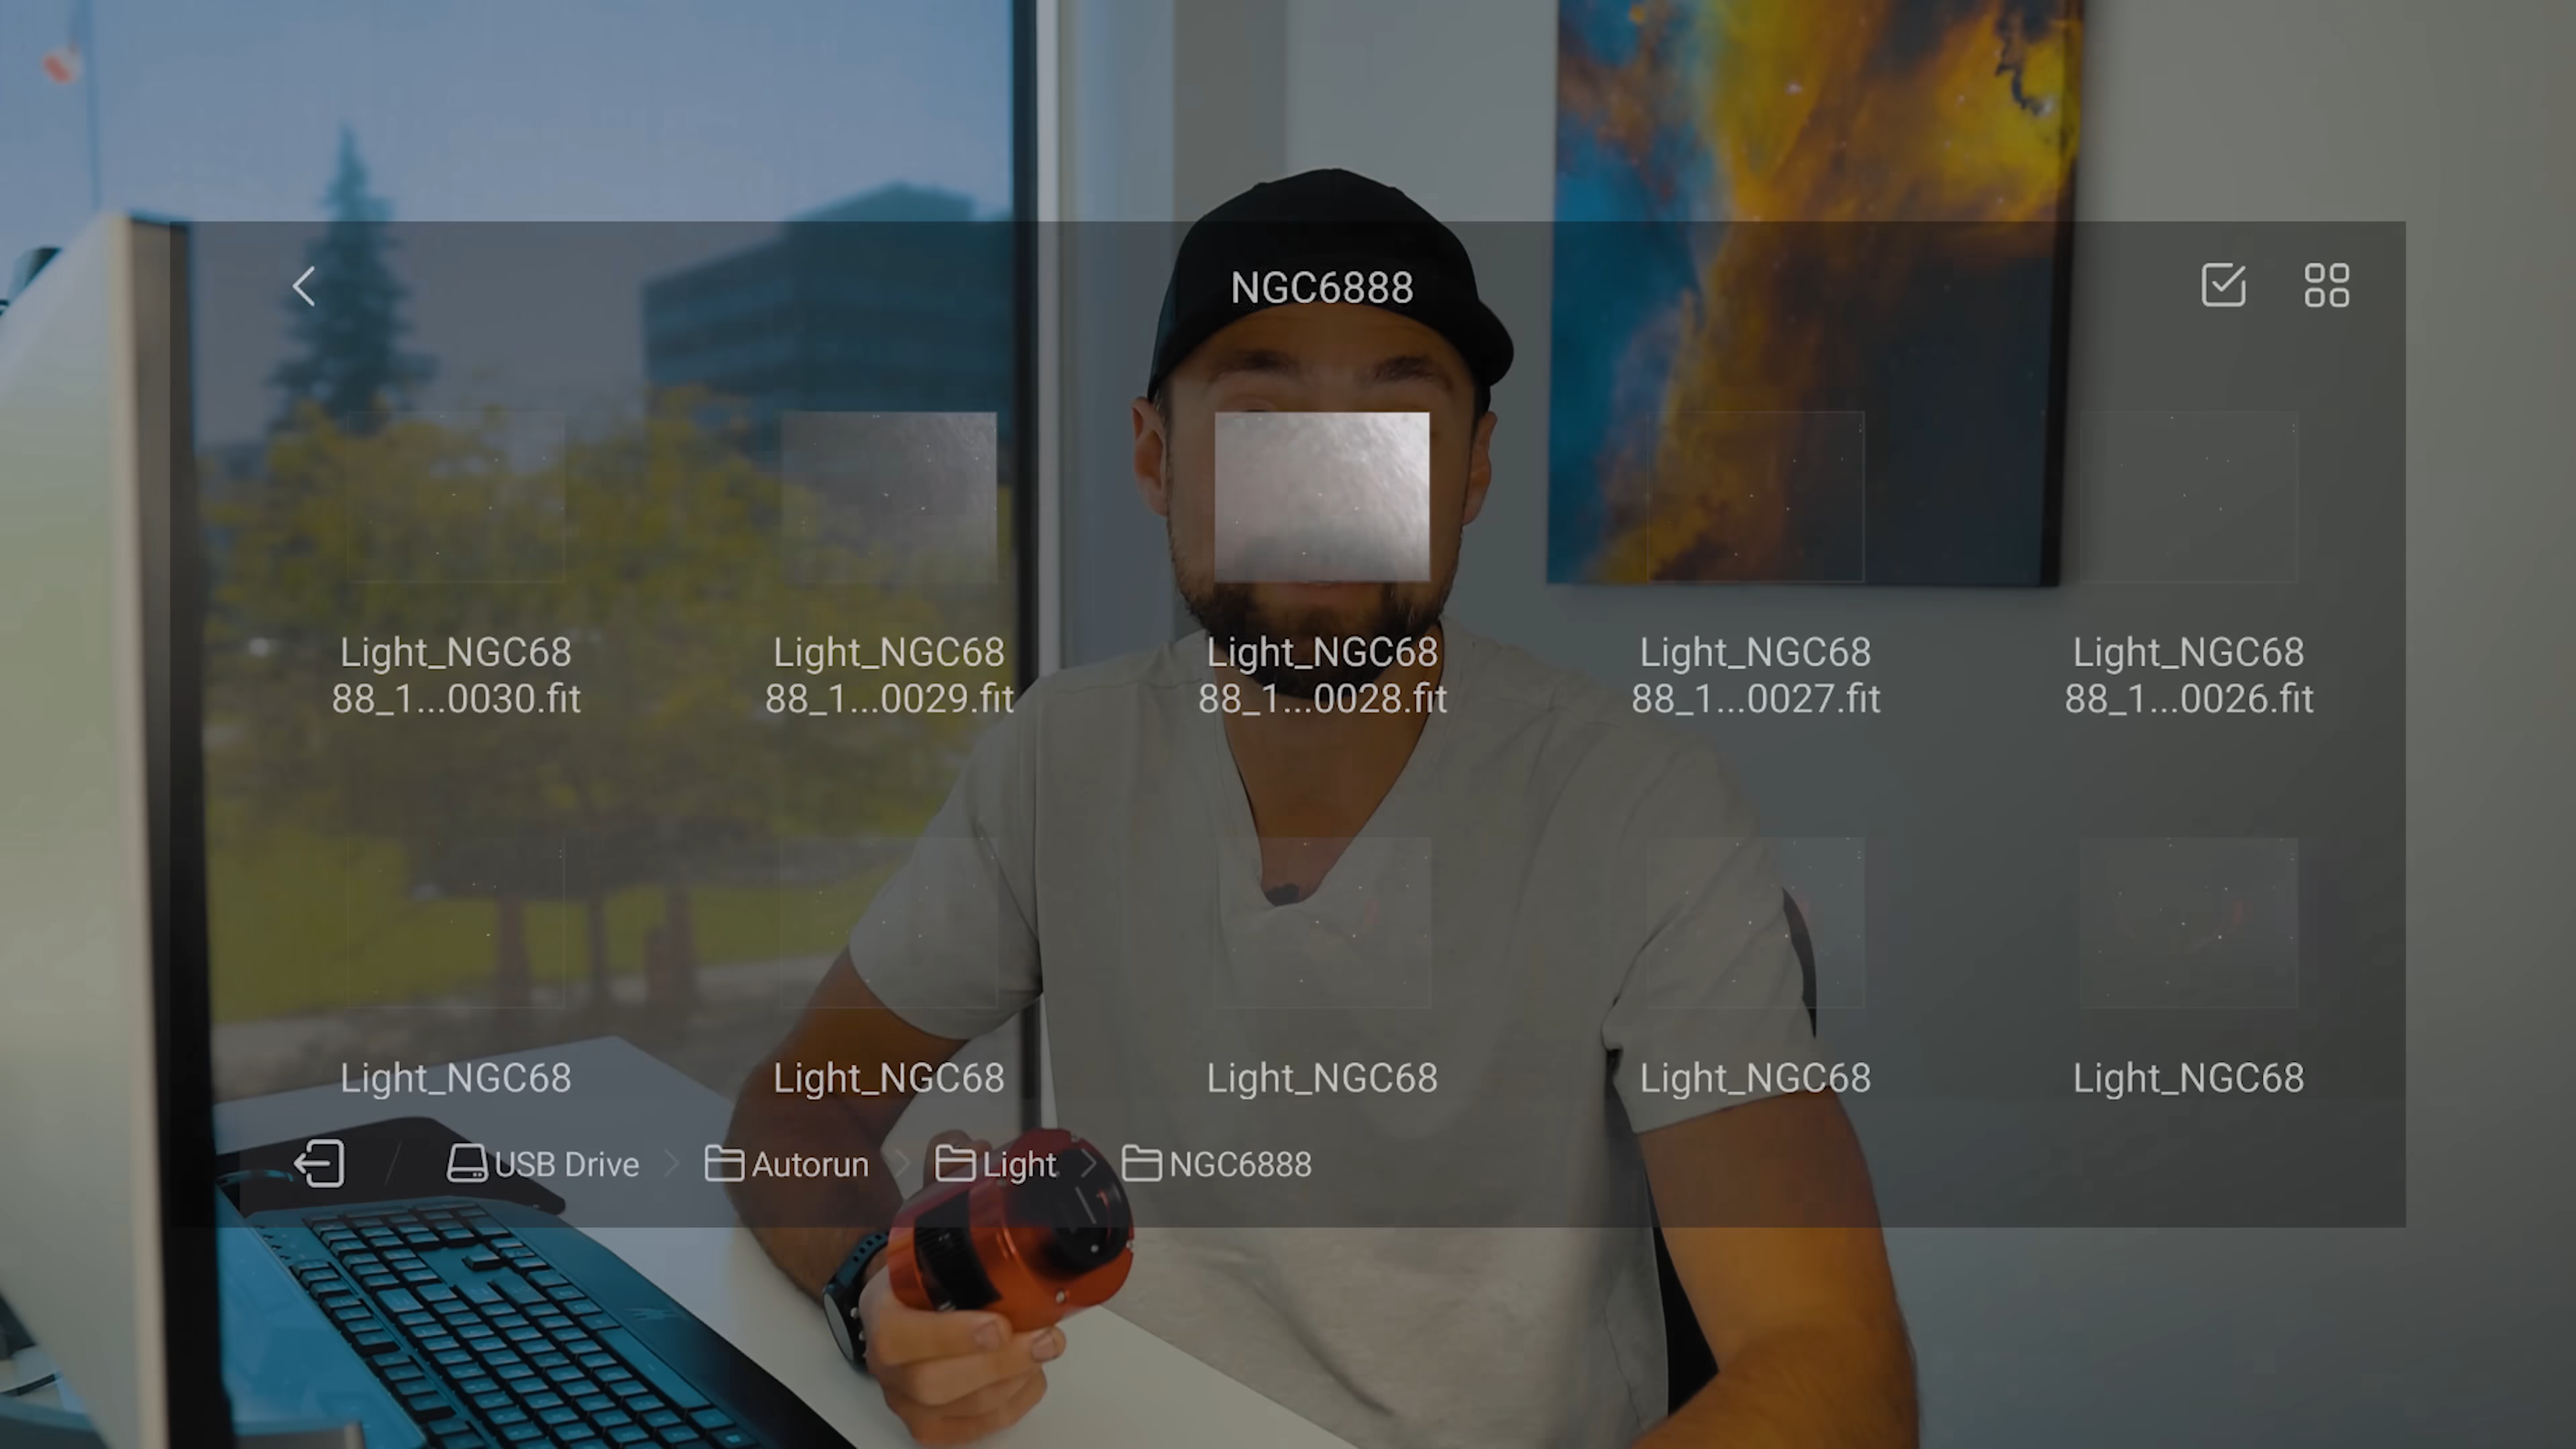 NGC6888
Light_NGC68
88_1...0030.fit
Light_NGC68
88_1...0029.fit
Light_NGC68
88_1...0028.fit
Light_NGC68
88_1...0027.fit
Light_NGC68
88_1...0026.fit
Light_NGC68
Light_NGC68
Light_NGC68
Light_NGC68
Light_NGC68
USB Drive
Autorun
Light
NGC6888